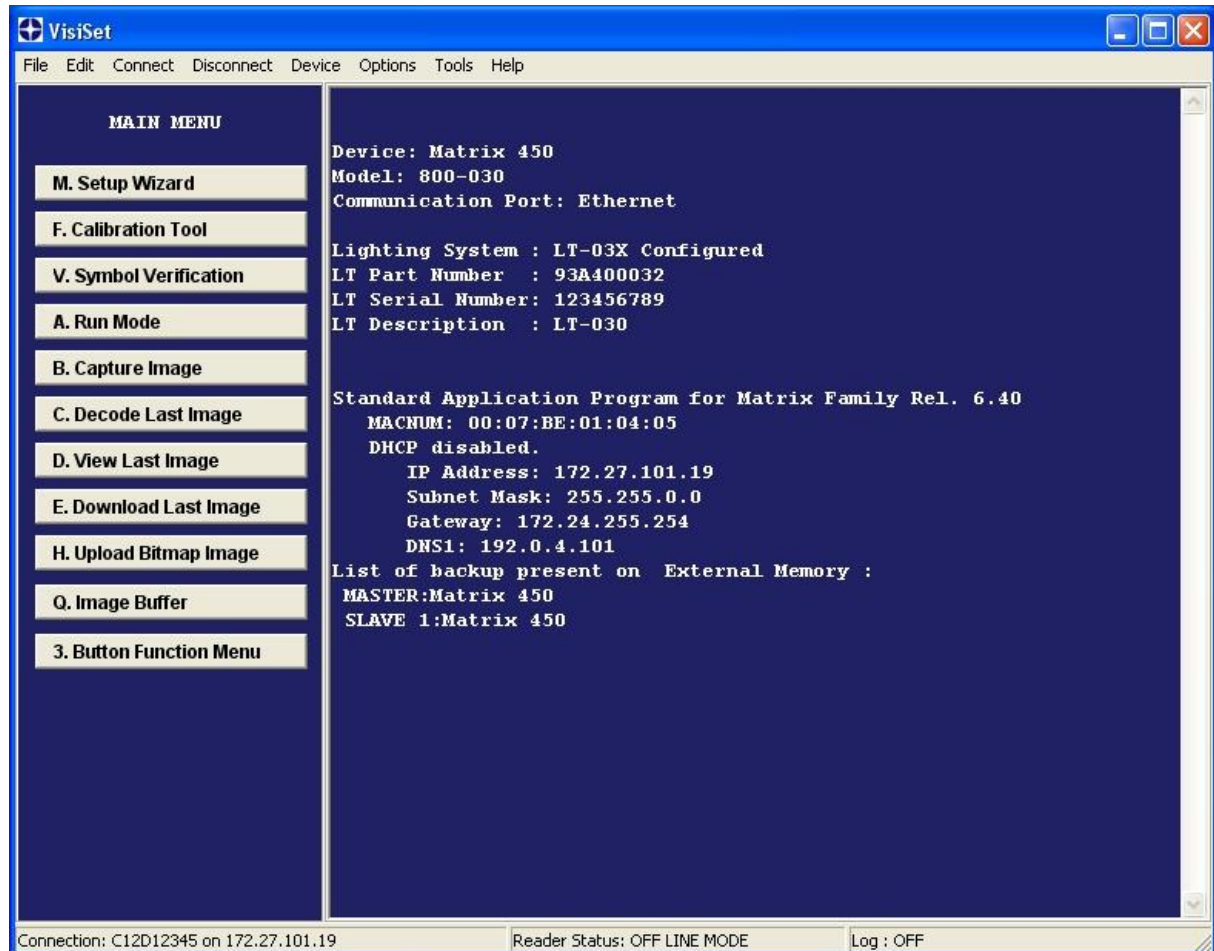 VisiSet
File Edit Connect Disconnect Device Options Tools Help
MAIN MENU
M. Setup Wizard
F. Calibration Tool
V. Symbol Verification
A. Run Mode
B. Capture Image
C. Decode Last Image
D. View Last Image
E. Download Last Image
H. Upload Bitmap Image
Q. Image Buffer
3. Button Function Menu
Device: Matrix 450
Model: 800-030
Communication Port: Ethernet
Lighting System : LT-03X Configured
LT Part Number : 93A400032
LT Serial Number: 123456789
LT Description : LT-030
Standard Application Program for Matrix Family Rel. 6.40
MACNUM: 00:07:BE:01:04:05
DHCP disabled.
IP Address: 172.27.101.19
Subnet Mask: 255.255.0.0
Gateway: 172.24.255.254
DNS1: 192.0.4.101
List of backup present on External Memory :
MASTER:Matrix 450
SLAVE 1:Matrix 450
Connection: C12D12345 on 172.27.101.19
Reader Status: OFF LINE MODE
Log : OFF